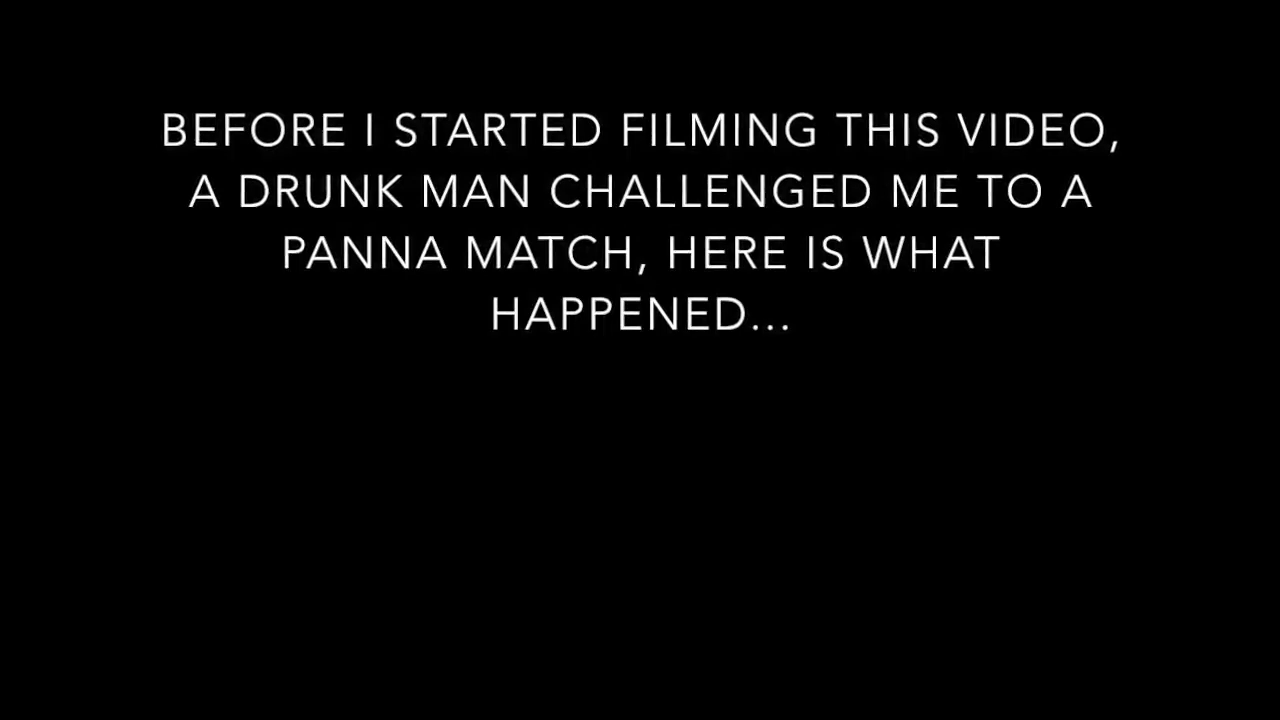 BEFORE I STARTED FILMING THIS VIDEO,
A DRUNK MAN CHALLENGED ME TO A
PANNA MATCH, HERE IS WHAT
HAPPENED...